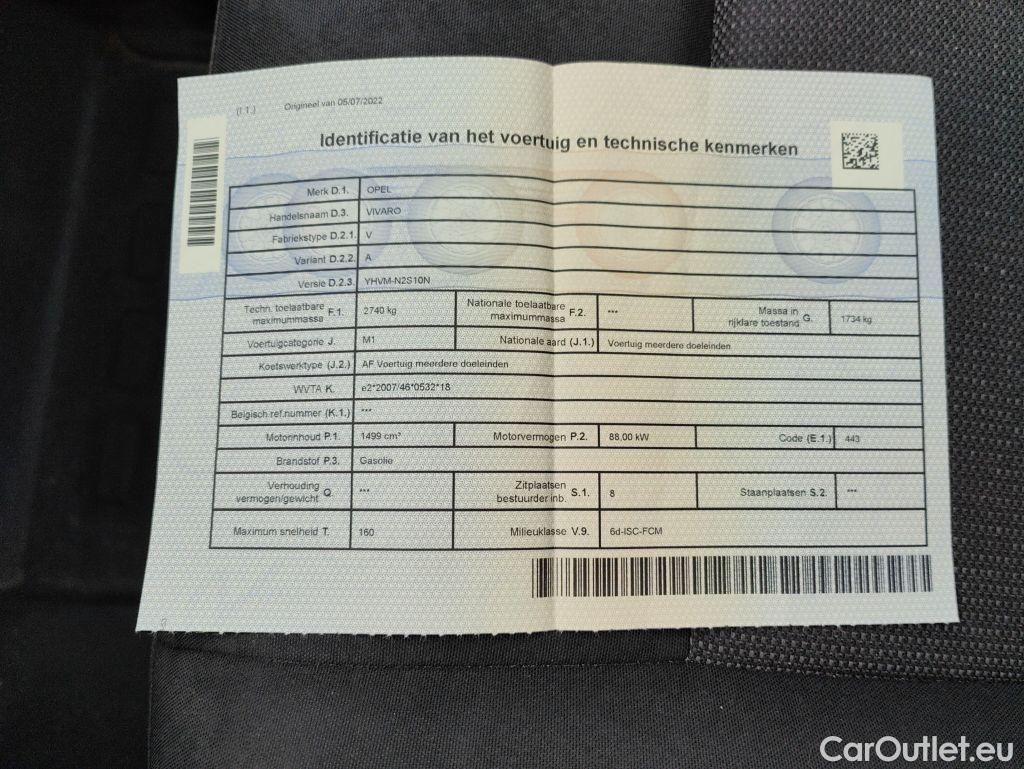 (I.1.)
Origineel van 05/07/2022
Identificatie van het voertuig en technische kenmerken
Merk D.1. OPEL
Handelsnaam D.3. VIVARO
Fabriekstype D.2.1. V
Variant D.2.2. A
Versie D.2.3. YHVM-N2S10N
Techn. toelaatbare maximummassa F.1. 2740 kg Nationale toelaatbare maximummassa F.2. *** Massa in rijklare toestand G. 1734 kg
Voertuigcategorie J. M1 Nationale aard (J.1.) Voertuig meerdere doeleinden
Koetswerktype (J.2.) AF Voertuig meerdere doeleinden
WVTA K. e2*2007/46*0532*18
Belgisch ref.nummer (K.1.) ***
Motorinhoud P.1. 1499 cm³ Motorvermogen P.2. 88,00 kW Code (E.1.) 443
Brandstof P.3. Gasolie
Verhouding vermogen/gewicht Q. *** Zitplaatsen bestuurder inb. S.1. 8 Staanplaatsen S.2. ***
Maximum snelheid T. 160 Milieuklasse V.9. 6d-ISC-FCM
CarOutlet.eu